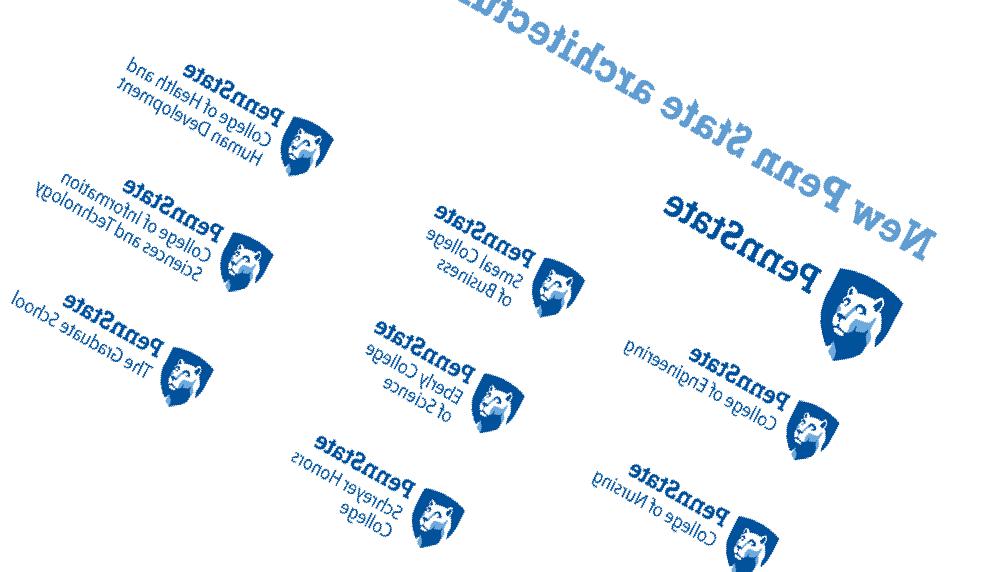 New Penn State architectu
PennState
PennState
College of Engineering
PennState
College of Nursing
PennState
Smeal College
of Business
PennState
Eberly College
of Science
PennState
Schreyer Honors
College
PennState
College of Health and
Human Development
PennState
College of Information
Sciences and Technology
PennState
The Graduate School